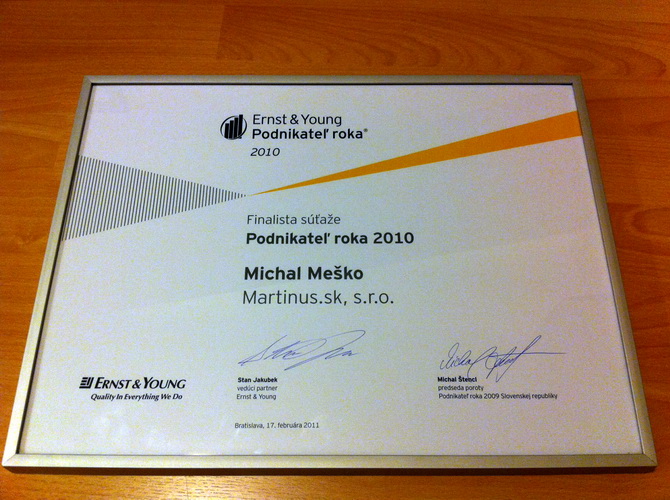 Ernst & Young
Podnikateľ roka®
2010
Finalista súťaže
Podnikateľ roka 2010
Michal Meško
Martinus.sk, s.r.o.
ERNST & YOUNG
Quality In Everything We Do
Stan Jakubek
vedúci partner
Ernst & Young
Michal Štencl
predseda poroty
Podnikateľ roka 2009 Slovenskej republiky
Bratislava, 17. februára 2011